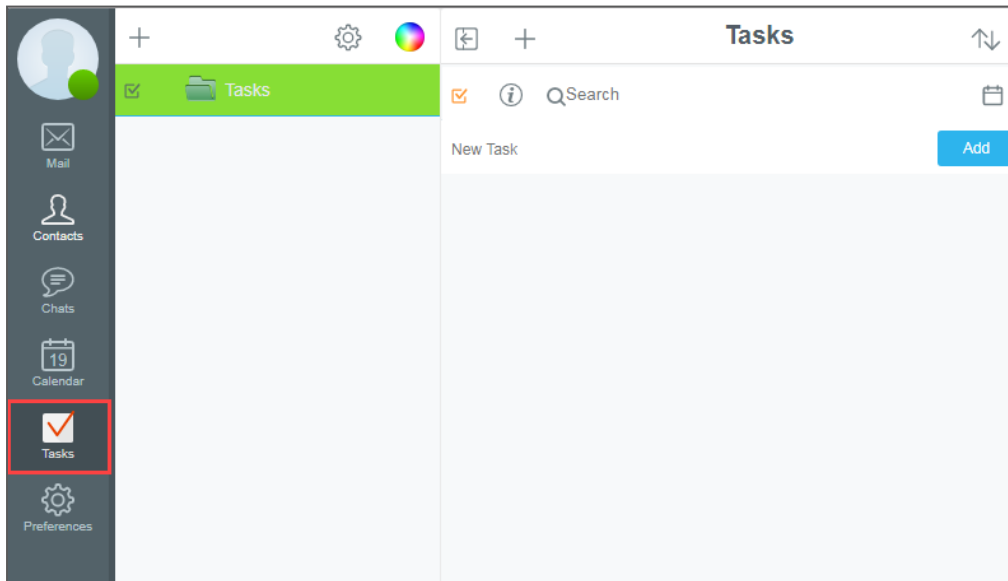 Mail
Contacts
Chats
19
Calendar
Tasks
Preferences
Tasks
Tasks
i
Search
New Task
Add